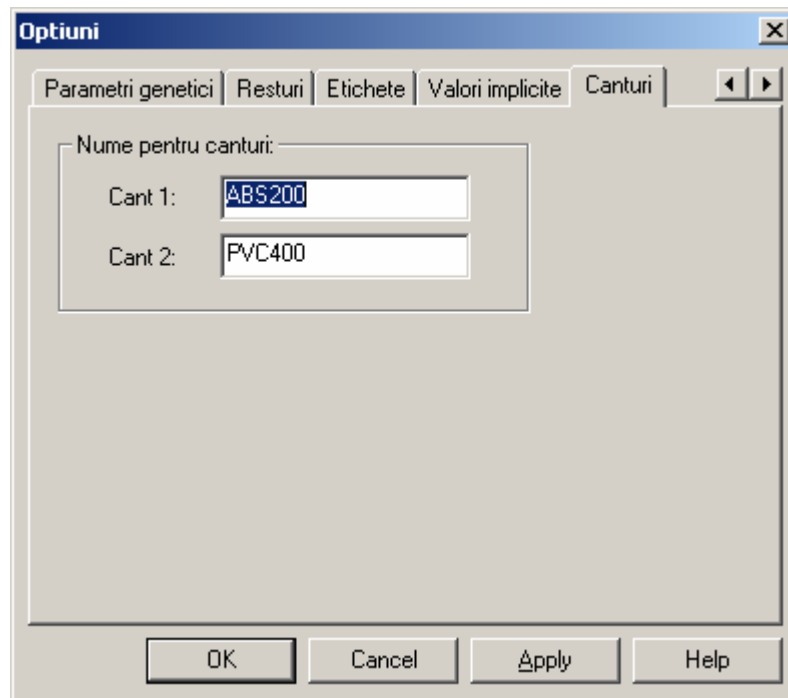 Optiuni
Parametri genetici Resturi Etichete Valori implicite Canturi
Nume pentru canturi:
Cant 1: ABS200
Cant 2: PVC400
OK Cancel Apply Help